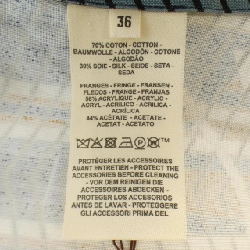 36
70% COTON - COTTON -
BAUMWOLLE - ALGODÓN - COTONE
- ALGODÃO
30% SOIE - SILK - SEIDE - SETA -
SEDA
FRANGES - FRINGE - FRANSEN -
FLECOS - FRANGE - FRANJAS
56% ACRYLIQUE - ACRYLIC -
ACRYL - ACRILICO - ACRILICA -
ACRÍLICO
44% ACÉTATE - ACETATE -
ACETAT - ACETATO
PROTÉGER LES ACCESSOIRES
AVANT ENTRETIEN - PROTECT THE
ACCESSORIES BEFORE CLEANING
- VOR DEM REINIGEN DIE
ACCESSOIRES ABDECKEN -
PROTEGER LOS ACCESORIOS
ANTES DE LAVAR - PROTEGGERE
GLI ACCESSORI PRIMA DEL